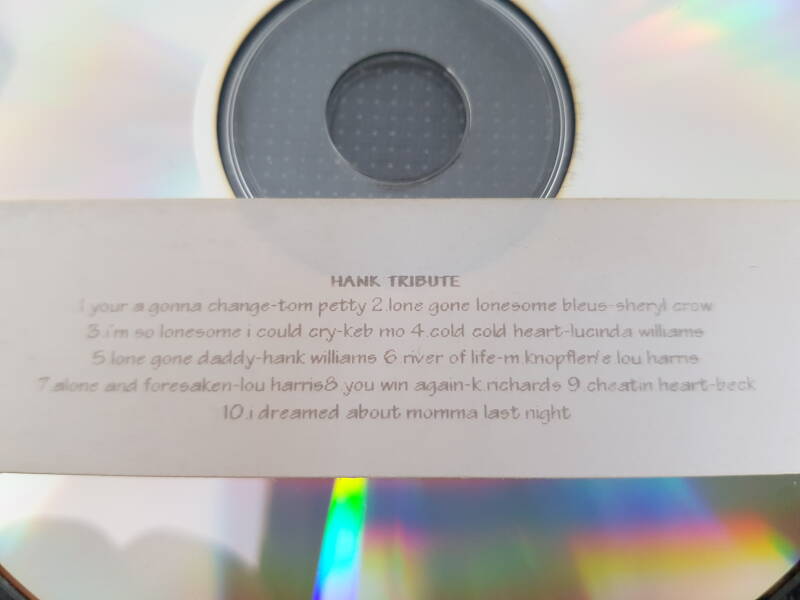 HANK TRIBUTE
1 your a gonna change-tom petty 2.lone gone lonesome bleus-sheryl crow
3.i'm so lonesome i could cry-keb mo 4.cold cold heart-lucinda williams
5.lone gone daddy-hank williams 6.river of life-m.knopfler/e lou harris
7.alone and foresaken-lou harris8.you win again-k.richards 9.cheatin heart-beck
10.i dreamed about momma last night